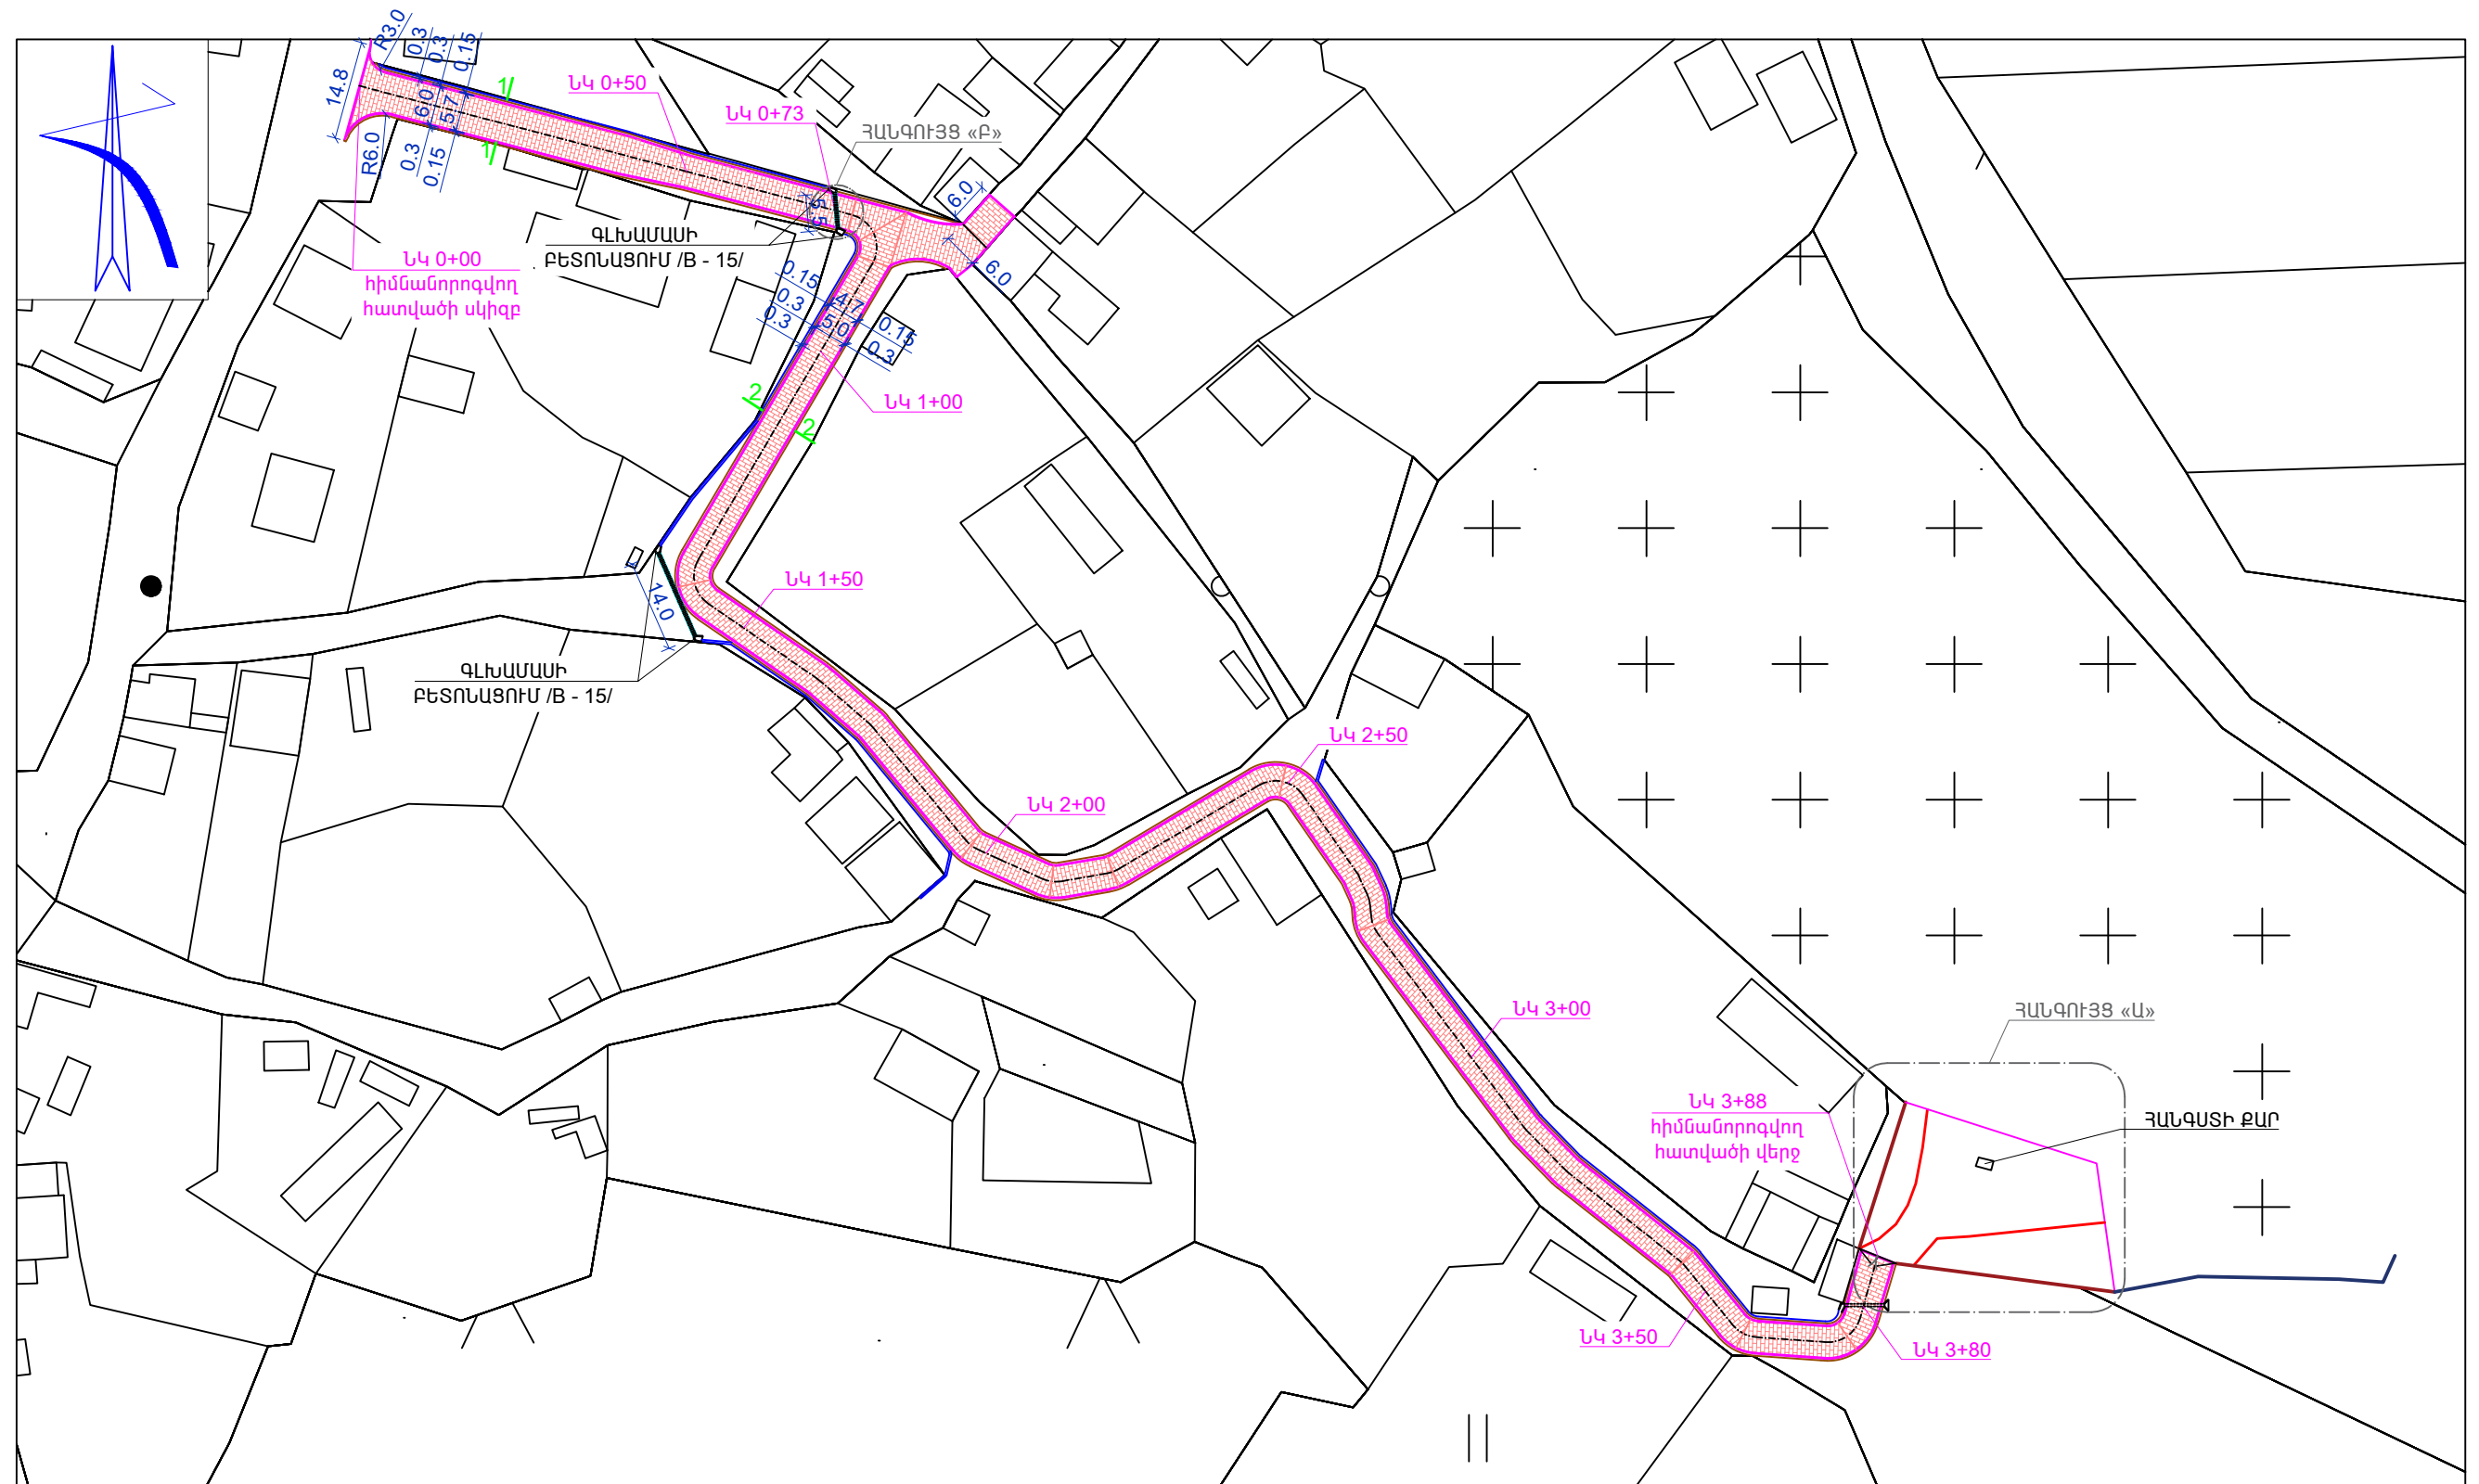 R3.0
0.3
0.3
0.15
14.8
6.0
5.7
1
ՆԿ 0+50
ՆԿ 0+73
ՀԱՆԳՈՒՅՑ «Բ»
R6.0
0.3
0.15
1
6.0
5.5
ԳԼԽԱՄԱՍԻ
ԲԵՏՈՆԱՑՈՒՄ /B - 15/
ՆԿ 0+00
հիմնանորոգվող
հատվածի սկիզբ
6.0
0.15
0.3
0.3
4.7
5.0
0.15
0.3
2
2
ՆԿ 1+00
ՆԿ 1+50
14.0
ԳԼԽԱՄԱՍԻ
ԲԵՏՈՆԱՑՈՒՄ /B - 15/
ՆԿ 2+50
ՆԿ 2+00
ՆԿ 3+00
ՀԱՆԳՈՒՅՑ «Ա»
ՆԿ 3+88
հիմնանորոգվող
հատվածի վերջ
ՀԱՆԳՍՏԻ ՔԱՐ
ՆԿ 3+50
ՆԿ 3+80